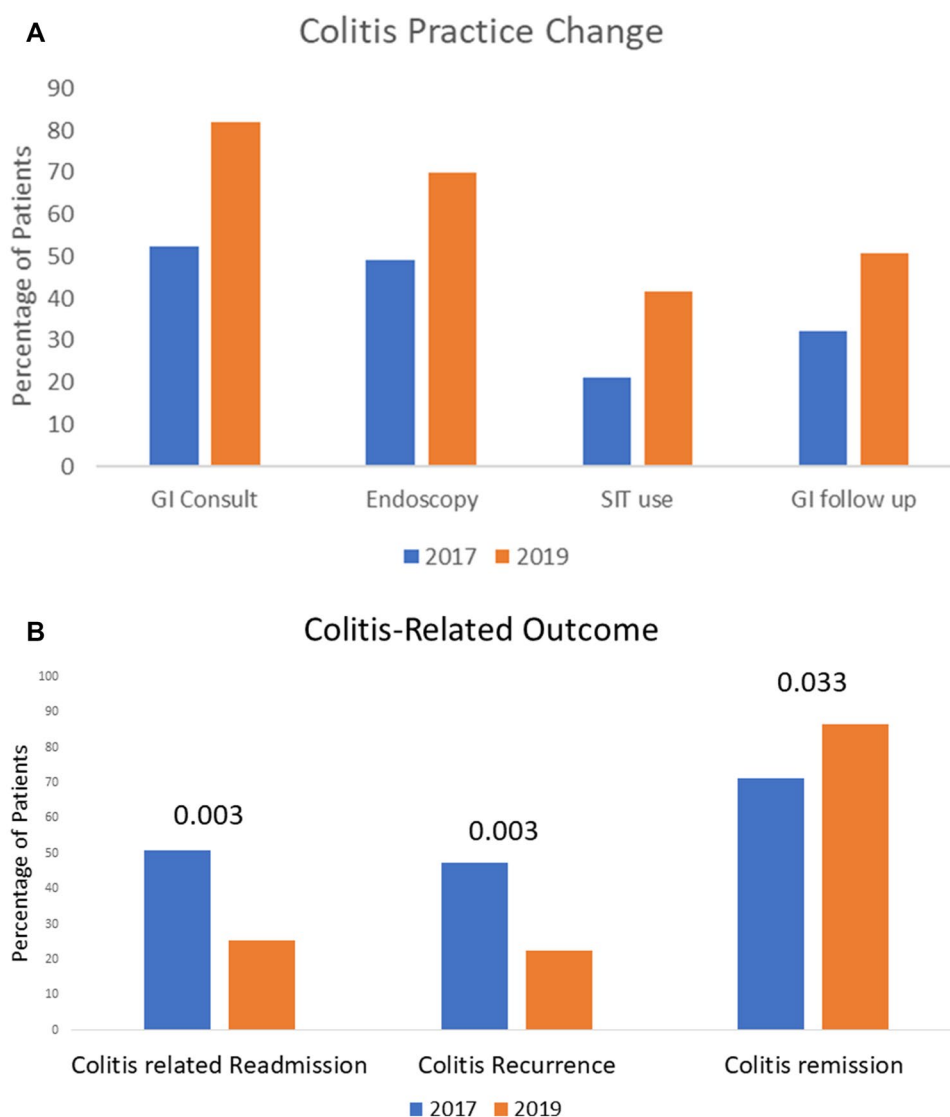 A
Colitis Practice Change
Percentage of Patients
90
80
70
60
50
40
30
20
10
0
GI Consult Endoscopy SIT use GI follow up
2017 2019
B
Colitis-Related Outcome
Percentage of Patients
100
90
80
70
60
50
40
30
20
10
0
0.003 0.003 0.033
Colitis related Readmission Colitis Recurrence Colitis remission
2017 2019